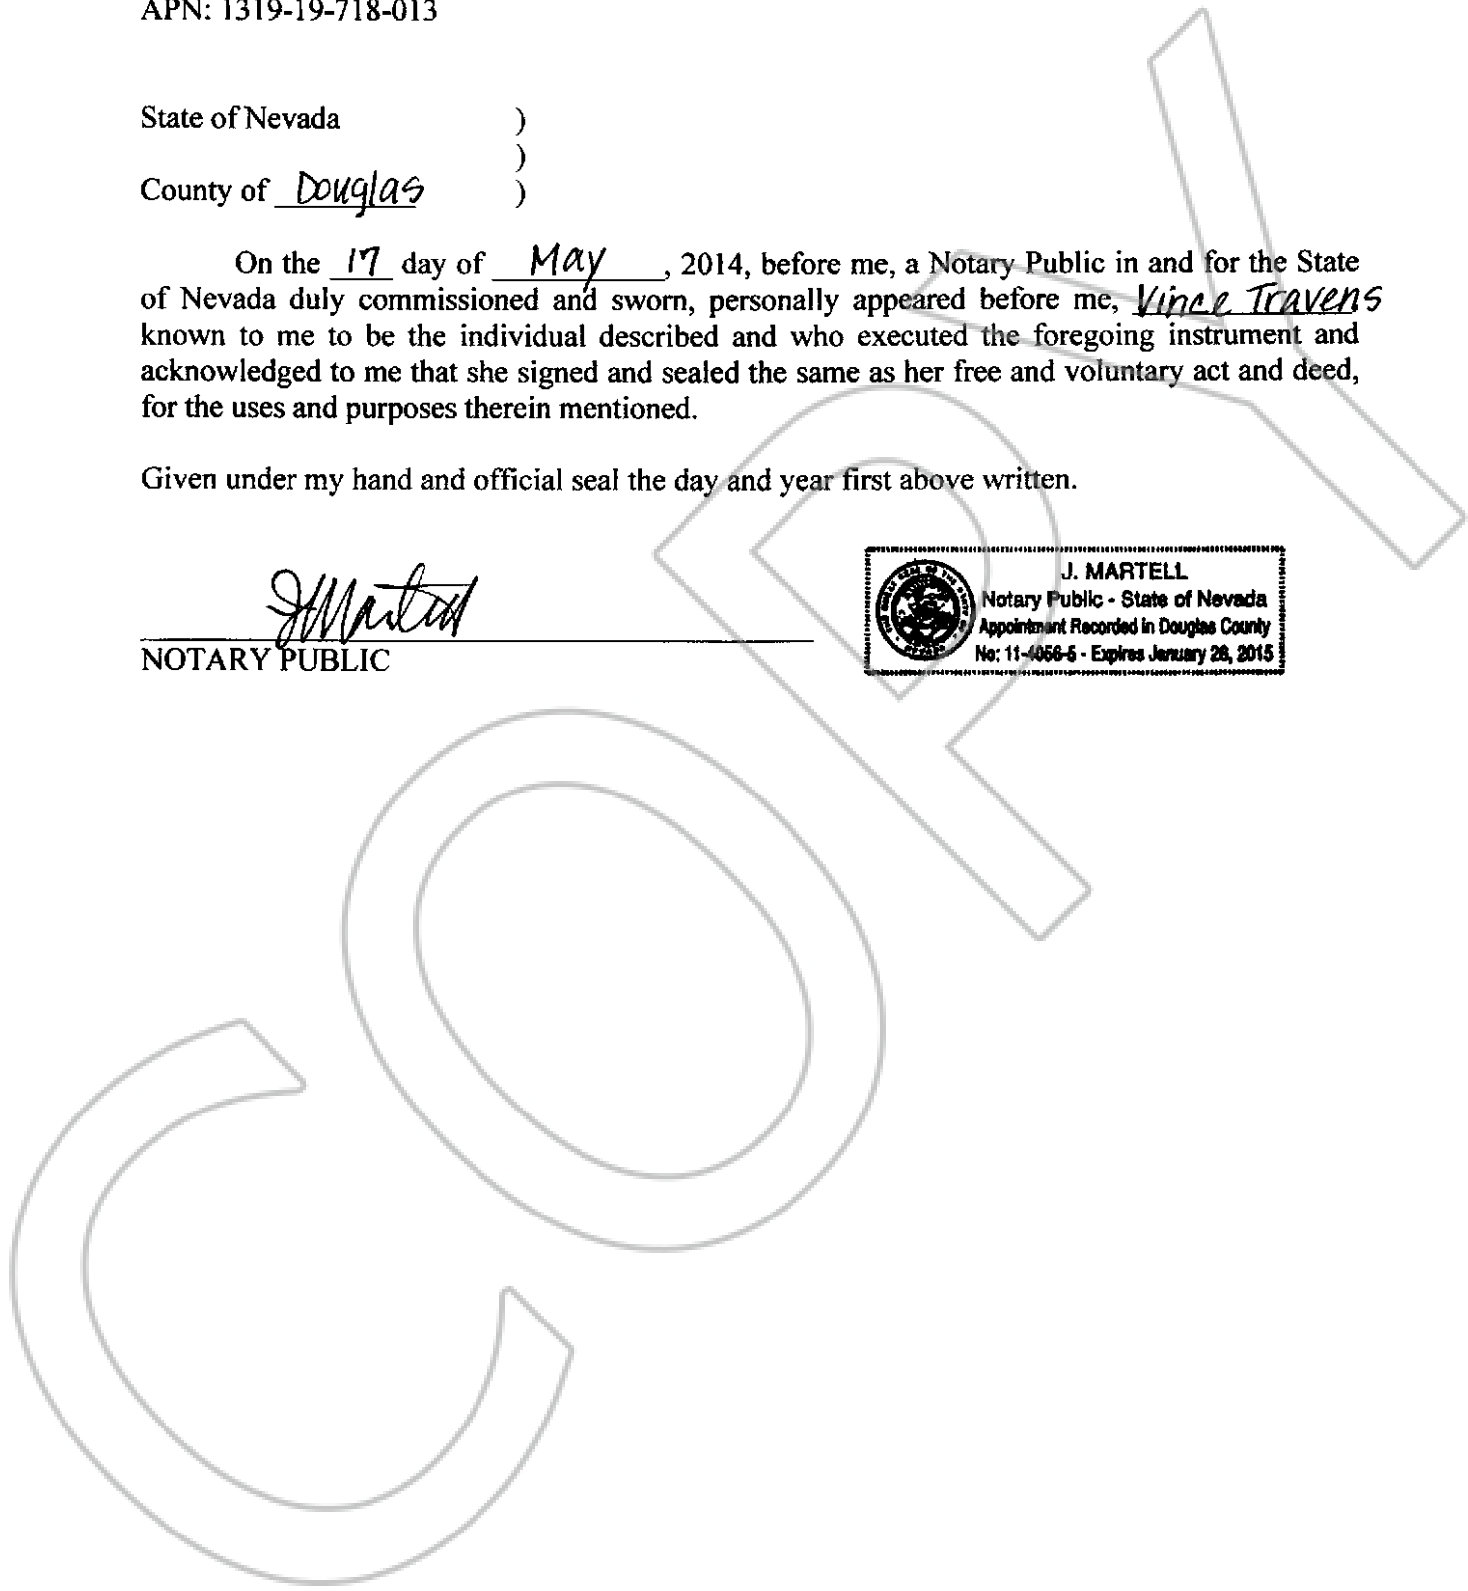 APN: 1319-19-718-013
State of Nevada )
)
County of Douglas )
On the 17 day of May, 2014, before me, a Notary Public in and for the State
of Nevada duly commissioned and sworn, personally appeared before me, Vince Travens
known to me to be the individual described and who executed the foregoing instrument and
acknowledged to me that she signed and sealed the same as her free and voluntary act and deed,
for the uses and purposes therein mentioned.
Given under my hand and official seal the day and year first above written.
JMartell
NOTARY PUBLIC
J. MARTELL
Notary Public - State of Nevada
Appointment Recorded in Douglas County
No: 11-4056-5 - Expires January 28, 2015
COPY